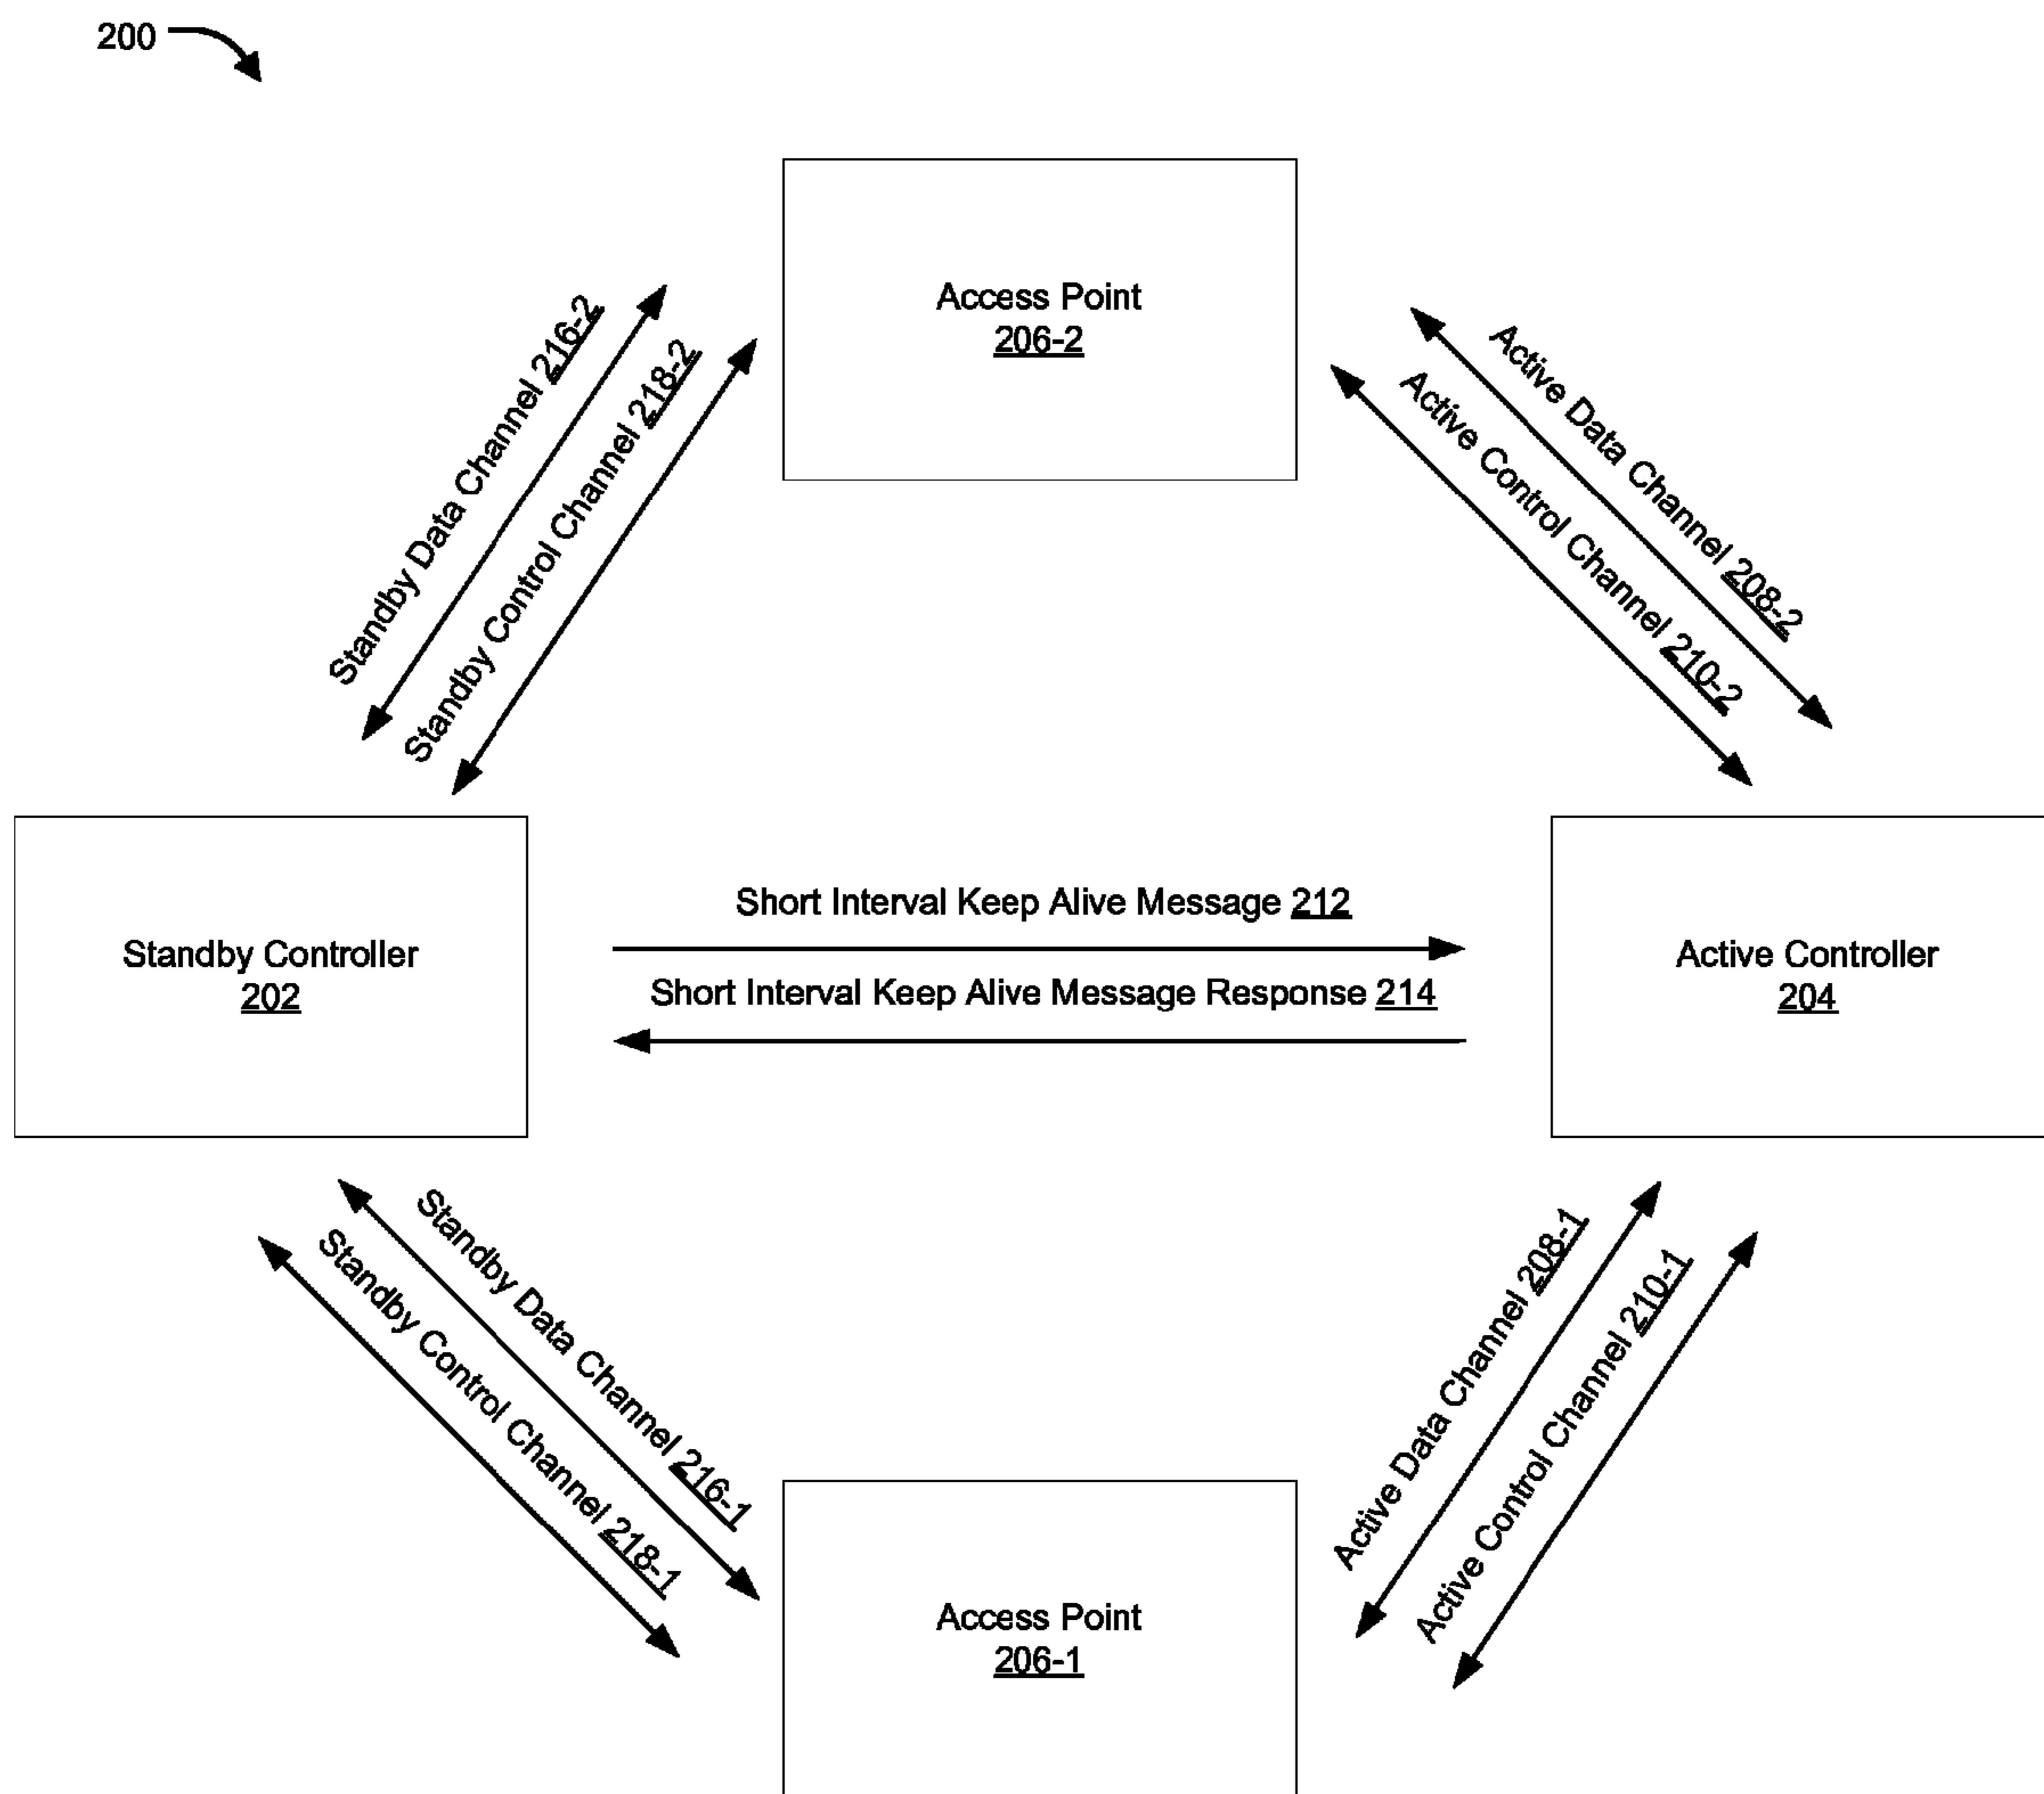 200
Access Point
206-2
Standby Data Channel 216-2
Standby Control Channel 218-2
Active Data Channel 208-2
Active Control Channel 210-2
Standby Controller
202
Short Interval Keep Alive Message 212
Short Interval Keep Alive Message Response 214
Active Controller
204
Standby Data Channel 216-1
Standby Control Channel 218-1
Active Data Channel 208-1
Active Control Channel 210-1
Access Point
206-1